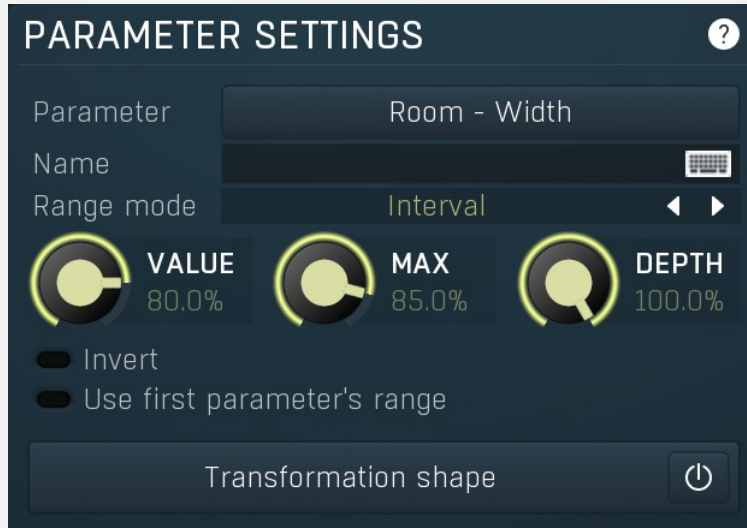 PARAMETER SETTINGS ?
Parameter Room - Width
Name
Range mode Interval
VALUE MAX DEPTH
80.0% 85.0% 100.0%
Invert
Use first parameter's range
Transformation shape